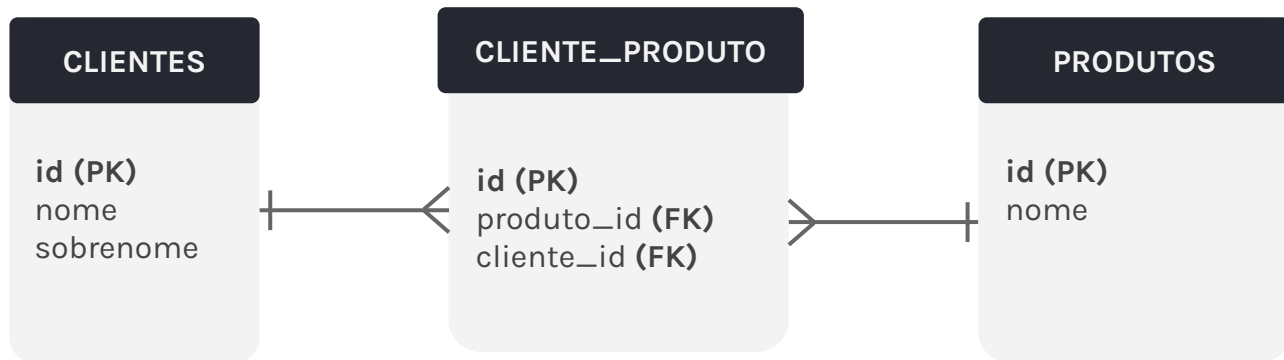 CLIENTES
id (PK)
nome
sobrenome
CLIENTE_PRODUTO
id (PK)
produto_id (FK)
cliente_id (FK)
PRODUTOS
id (PK)
nome